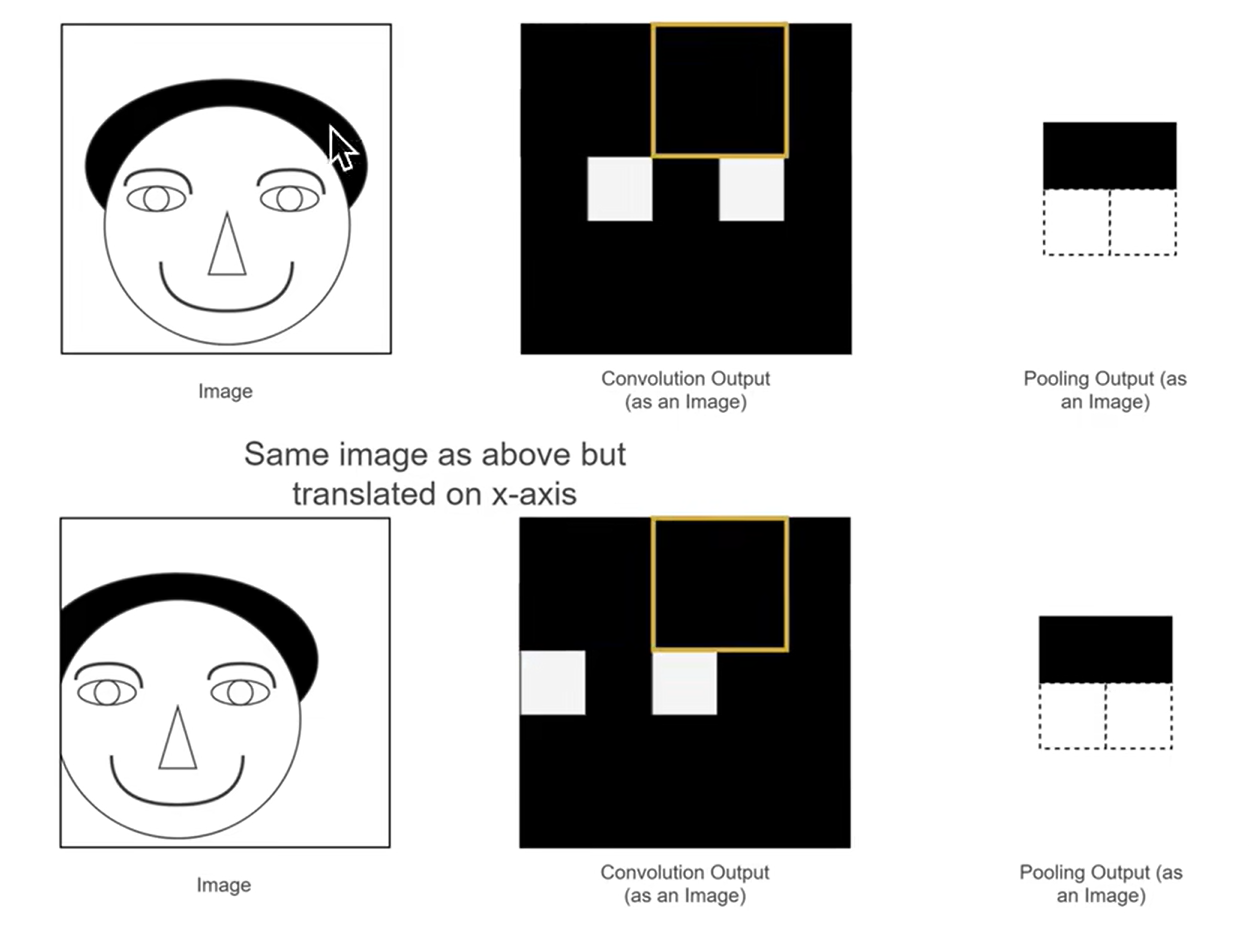 Image
Convolution Output
(as an Image)
Pooling Output (as
an Image)
Same image as above but
translated on x-axis
Image
Convolution Output
(as an Image)
Pooling Output (as
an Image)